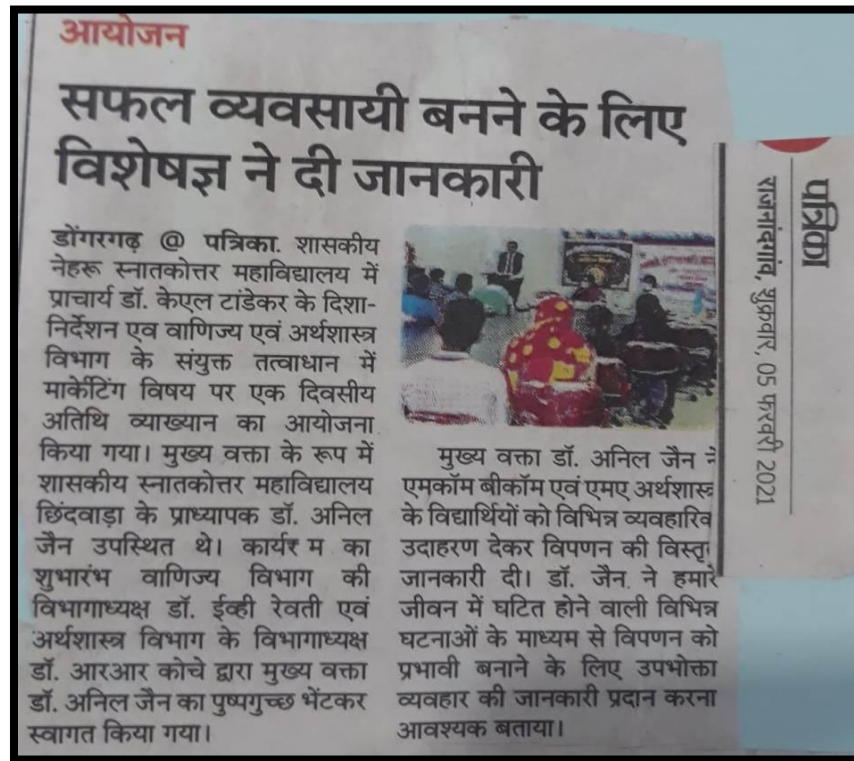 आयोजन
सफल व्यवसायी बनने के लिए
विशेषज्ञ ने दी जानकारी
डोंगरगढ़ @ पत्रिका. शासकीय
नेहरू स्नातकोत्तर महाविद्यालय में
प्राचार्य डॉ. केएल टांडेकर के दिशा-
निर्देशन एव वाणिज्य एवं अर्थशास्त्र
विभाग के संयुक्त तत्वाधान में
मार्केटिंग विषय पर एक दिवसीय
अतिथि व्याख्यान का आयोजना
किया गया। मुख्य वक्ता के रूप में
शासकीय स्नातकोत्तर महाविद्यालय
छिंदवाड़ा के प्राध्यापक डॉ. अनिल
जैन उपस्थित थे। कार्यर म का
शुभारंभ वाणिज्य विभाग की
विभागाध्यक्ष डॉ. ईव्ही रेवती एवं
अर्थशास्त्र विभाग के विभागाध्यक्ष
डॉ. आरआर कोचे द्वारा मुख्य वक्ता
डॉ. अनिल जैन का पुष्पगुच्छ भेंटकर
स्वागत किया गया।
मुख्य वक्ता डॉ. अनिल जैन ने
एमकॉम बीकॉम एवं एमए अर्थशास्त्र
के विद्यार्थियों को विभिन्न
उदाहरण देकर विपणन की
जानकारी दी। डॉ. जैन ने हमारे
जीवन में घटित होने वाली विभिन्न
घटनाओं के माध्यम से विपणन को
प्रभावी बनाने के लिए उपभोक्ता
व्यवहार की जानकारी प्रदान करना
आवश्यक बताया।
पत्रिका
राजनांदगांव, शुक्रवार, 05 फरवरी 2021